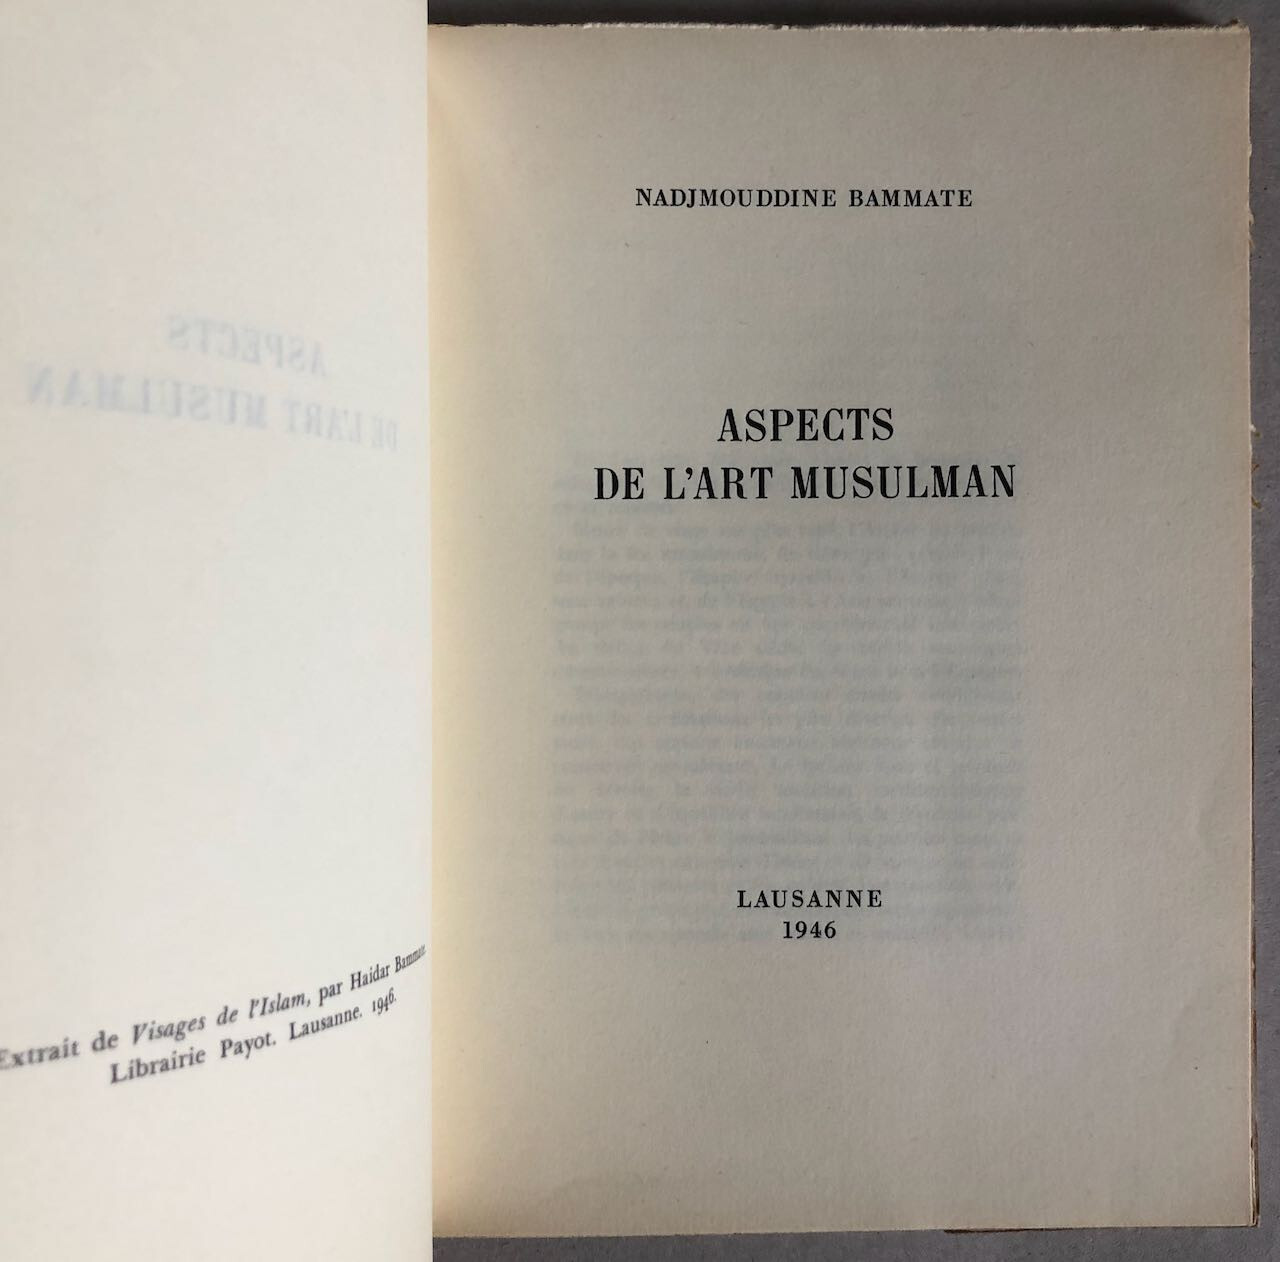 Extrait de Visages de l'Islam, par Haidar Bammate.
Librairie Payot. Lausanne. 1946.
NADJMOUDDINE BAMMATE
ASPECTS
DE L'ART MUSULMAN
LAUSANNE
1946